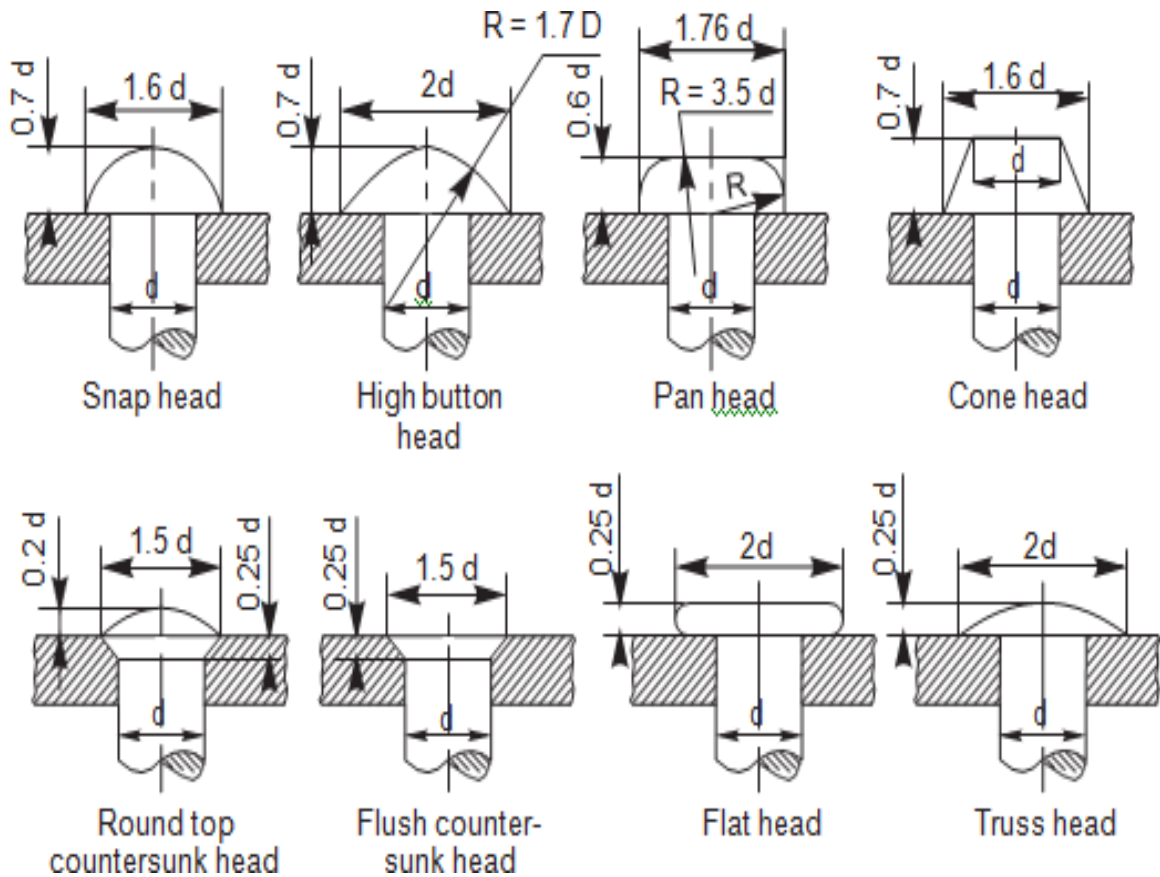 R = 1.7 D
0.7 d
1.6 d
d
Snap head
0.7 d
2d
d
High button
head
0.6 d
1.76 d
R = 3.5 d
R
d
Pan head
0.7 d
1.6 d
d
d
Cone head
0.2 d
1.5 d
0.25 d
d
Round top
countersunk head
0.25 d
1.5 d
d
Flush counter-
sunk head
0.25 d
2d
d
Flat head
0.25 d
2d
d
Truss head